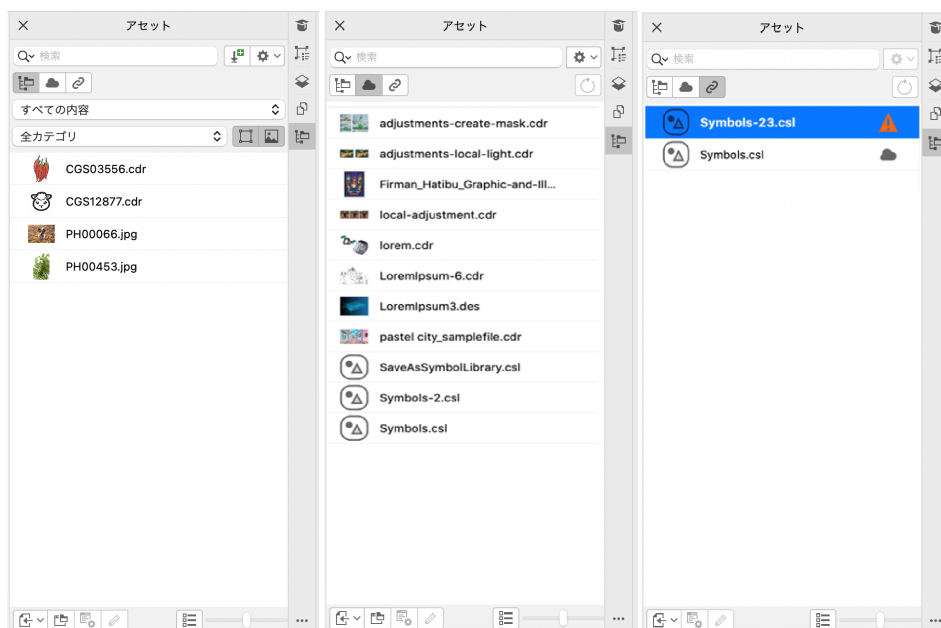 アセット
検索
すべての内容
全カテゴリ
CGS03556.cdr
CGS12877.cdr
PH00066.jpg
PH00453.jpg
アセット
検索
adjustments-create-mask.cdr
adjustments-local-light.cdr
Firman_Hatibu_Graphic-and-Ill...
local-adjustment.cdr
lorem.cdr
LoremIpsum-6.cdr
LoremIpsum3.des
pastel city_samplefile.cdr
SaveAsSymbolLibrary.csl
Symbols-2.csl
Symbols.csl
アセット
検索
Symbols-23.csl
Symbols.csl